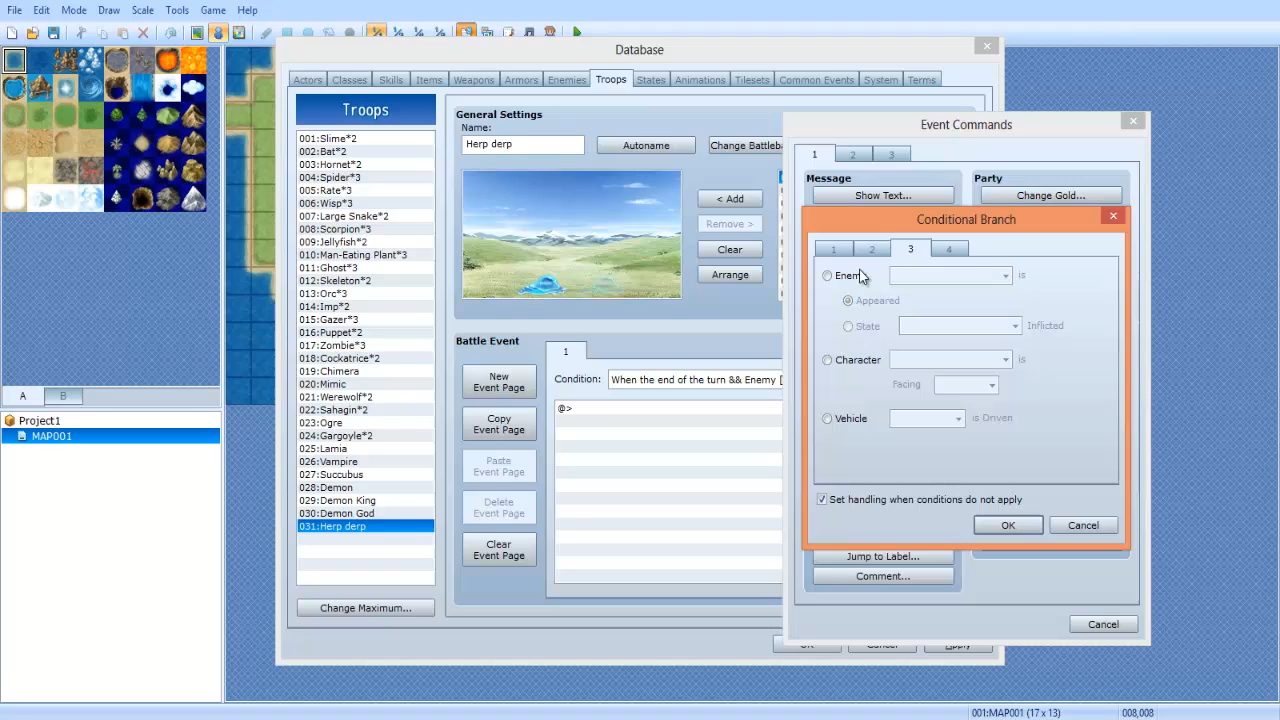 File Edit Mode Draw Scale Tools Game Help
Database
Actors Classes Skills Items Weapons Armors Enemies Troops States Animations Tilesets Common Events System Terms
Troops
001:Slime*2
002:Bat*2
003:Hornet*2
004:Spider*3
005:Rate*3
006:Wisp*3
007:Large Snake*2
008:Scorpion*3
009:Jellyfish*2
010:Man-Eating Plant*3
011:Ghost*3
012:Skeleton*2
013:Orc*3
014:Imp*2
015:Gazer*3
016:Puppet*2
017:Zombie*3
018:Cockatrice*2
019:Chimera
020:Mimic
021:Werewolf*2
022:Sahagin*2
023:Ogre
024:Gargoyle*2
025:Lamia
026:Vampire
027:Succubus
028:Demon
029:Demon King
030:Demon God
031:Herp derp
Change Maximum...
General Settings
Name:
Herp derp
Autoname
Change Battleba
< Add
Remove >
Clear
Arrange
Battle Event
1
Condition: When the end of the turn && Enemy [
@>
New
Event Page
Copy
Event Page
Paste
Event Page
Delete
Event Page
Clear
Event Page
OK Cancel Apply
Event Commands
1 2 3
Message
Show Text...
Party
Change Gold...
Jump to Label...
Comment...
Cancel
Conditional Branch
1 2 3 4
Enemy is
Appeared
State Inflicted
Character is
Facing
Vehicle is Driven
Set handling when conditions do not apply
OK Cancel
A B
Project1
MAP001
001:MAP001 (17 x 13) 008,008